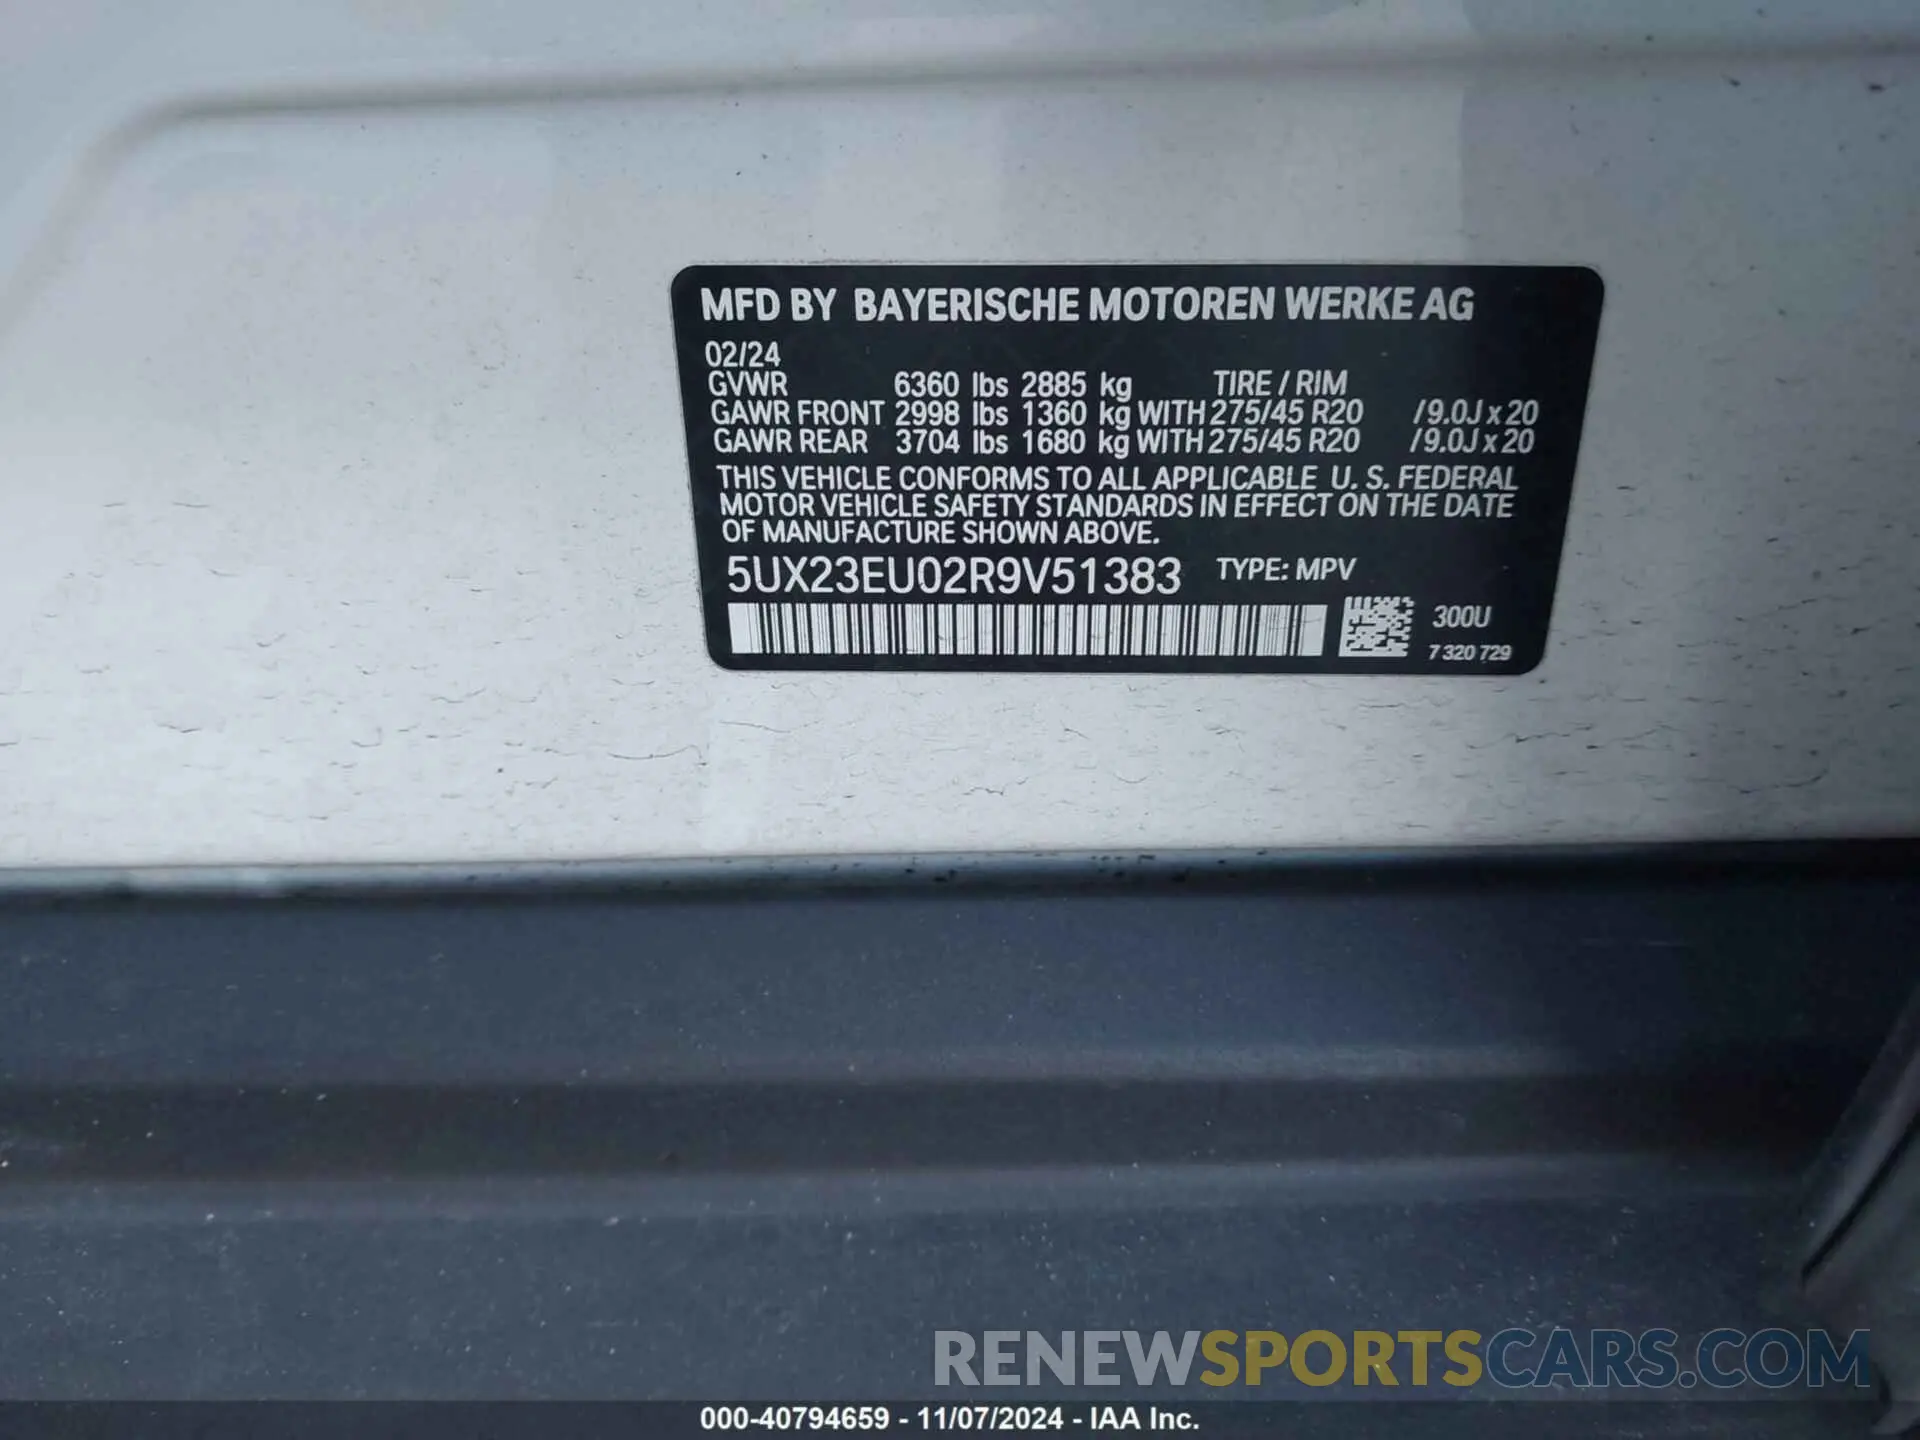 MFD BY BAYERISCHE MOTOREN WERKE AG
02/24
GVWR 6360 lbs 2885 kg TIRE / RIM
GAWR FRONT 2998 lbs 1360 kg WITH 275/45 R20 /9.0J x 20
GAWR REAR 3704 lbs 1680 kg WITH 275/45 R20 /9.0J x 20
THIS VEHICLE CONFORMS TO ALL APPLICABLE U. S. FEDERAL
MOTOR VEHICLE SAFETY STANDARDS IN EFFECT ON THE DATE
OF MANUFACTURE SHOWN ABOVE.
5UX23EU02R9V51383 TYPE: MPV
300U
7 320 729
RENEWSPORTSCARS.COM
000-40794659 - 11/07/2024 - IAA Inc.